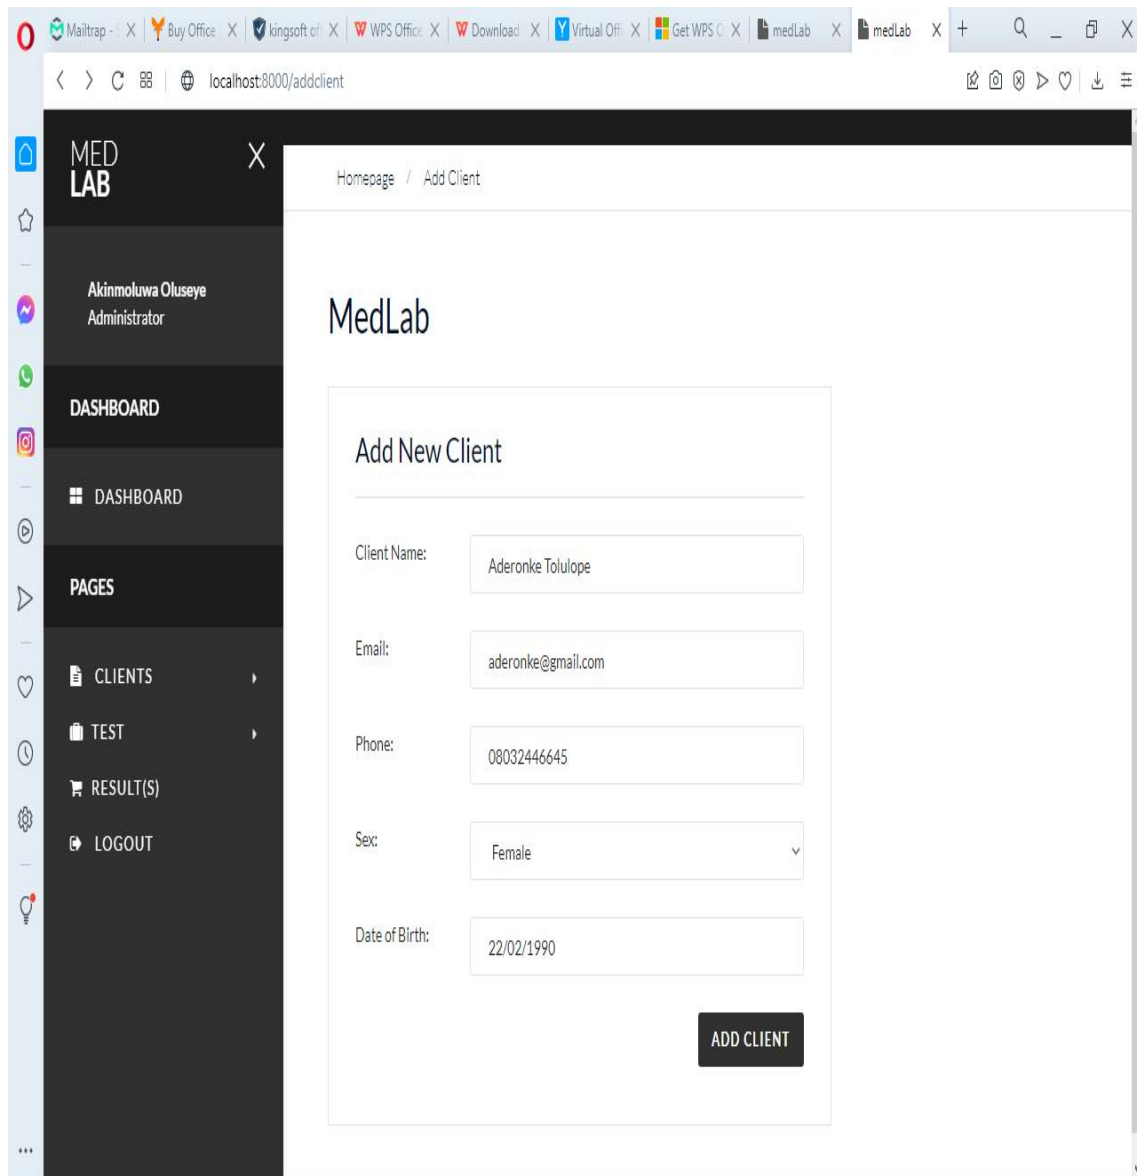 Mailtrap - S
Buy Office
kingsoft of
WPS Office
Download
Virtual Offi
Get WPS O
medLab
medLab
localhost:8000/addclient
MED
LAB
Homepage / Add Client
Akinmoluwa Oluseye
Administrator
MedLab
DASHBOARD
Add New Client
DASHBOARD
Client Name:
Aderonke Tolulope
PAGES
Email:
aderonke@gmail.com
CLIENTS
TEST
Phone:
08032446645
RESULT(S)
LOGOUT
Sex:
Female
Date of Birth:
22/02/1990
ADD CLIENT